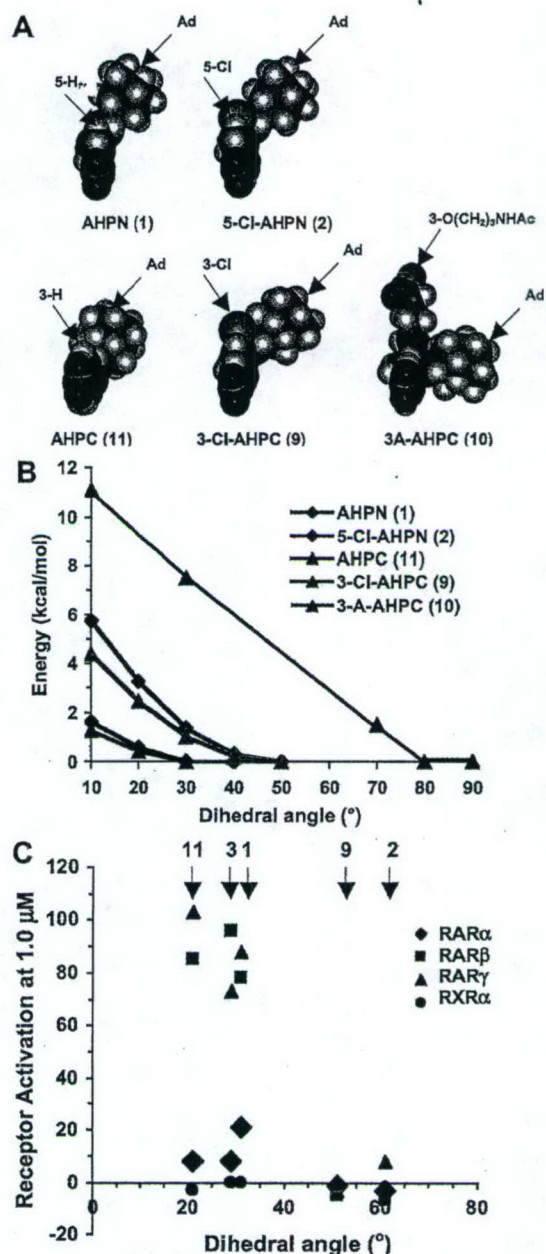 A
Ad
Ad
5-H
5-Cl
AHPN (1)
5-Cl-AHPN (2)
3-O(CH2)3NHAc
Ad
Ad
Ad
3-H
3-Cl
AHPC (11)
3-Cl-AHPC (9)
3A-AHPC (10)
B
12
10
8
6
4
2
0
Energy (kcal/mol)
AHPN (1)
5-Cl-AHPN (2)
AHPC (11)
3-Cl-AHPC (9)
3-A-AHPC (10)
10 20 30 40 50 60 70 80 90
Dihedral angle (°)
C
11 3 1 9 2
120
100
80
60
40
20
0
-20
Receptor Activation at 1.0 µM
RARα
RARβ
RARγ
RXRα
0 20 40 60 80
Dihedral angle (°)